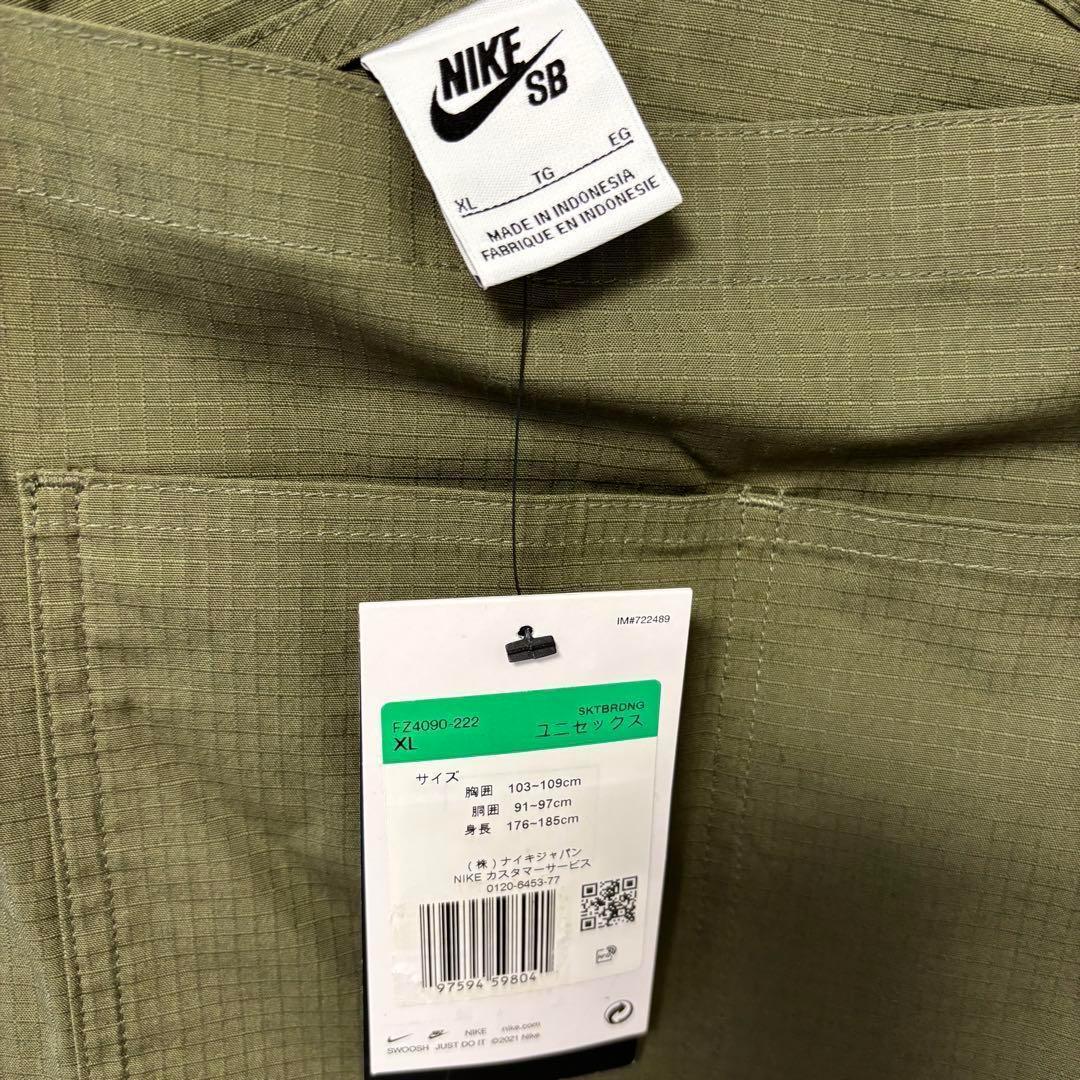 NIKE
SB
XL TG EG
MADE IN INDONESIA
FABRIQUE EN INDONESIE
IM#722489
FZ4090-222 SKTBRDNG
XL ユニセックス
サイズ
胸囲 103~109cm
胴囲 91~97cm
身長 176~185cm
(株)ナイキジャパン
NIKE カスタマーサービス
0120-6453-77
97594 59804
NIKE nike.com
SWOOSH JUST DO IT ©2021 Nike